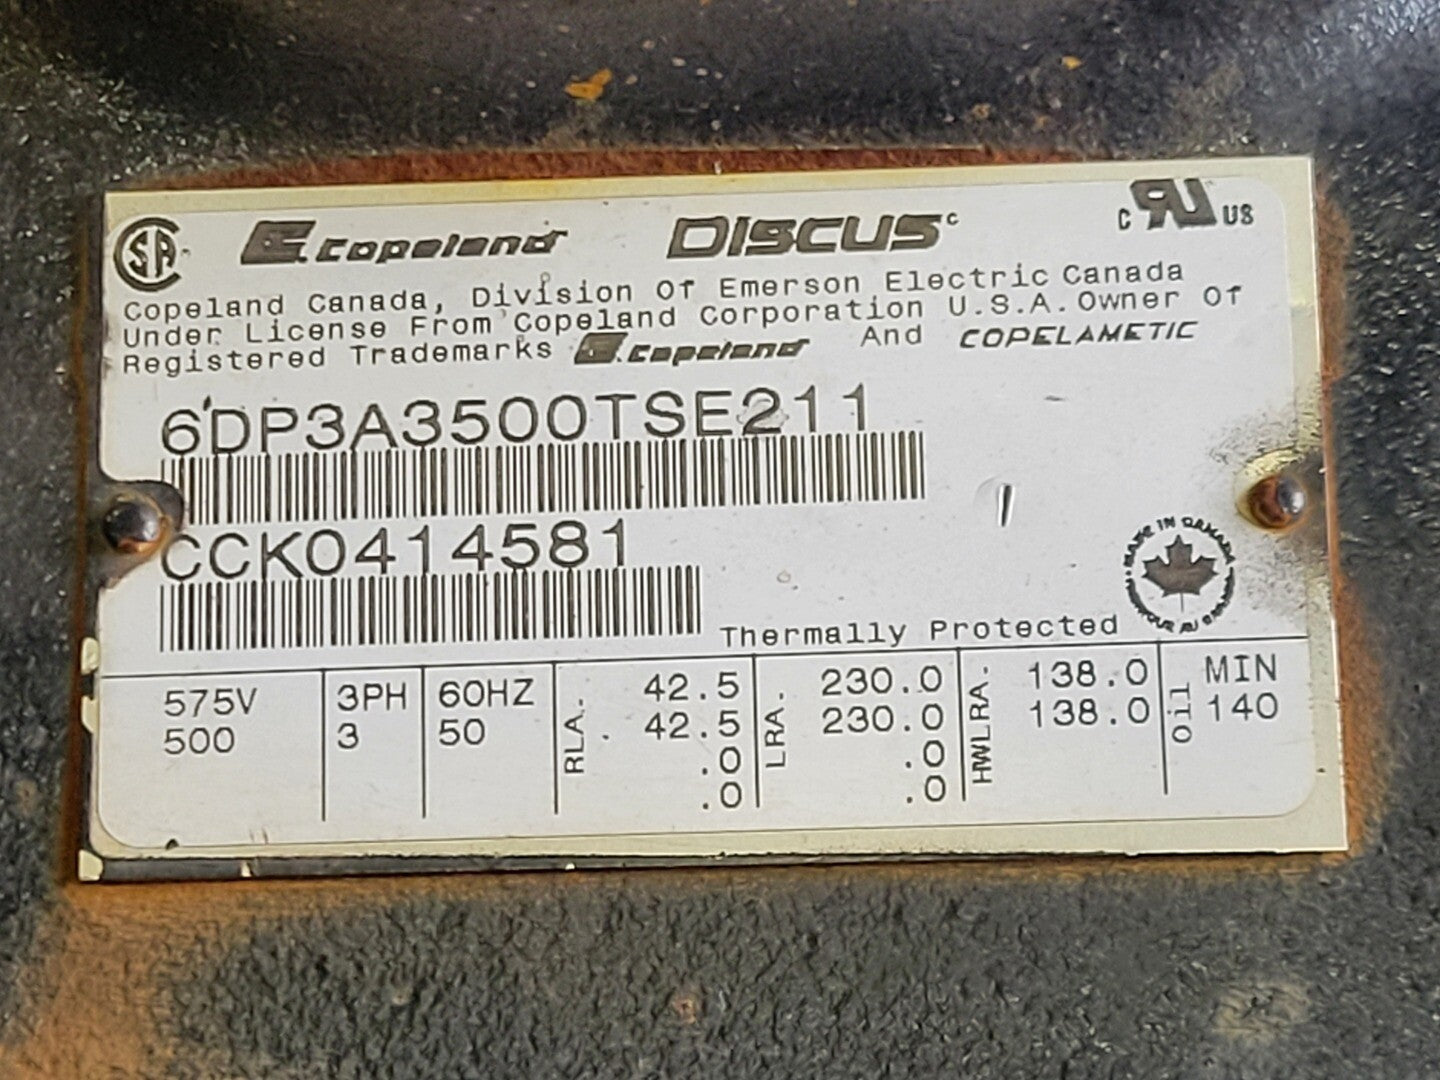 CSA Copeland DISCUS C C RU US
Copeland Canada, Division Of Emerson Electric Canada
Under License From Copeland Corporation U.S.A. Owner Of
Registered Trademarks Copeland And COPELAMETIC
6DP3A3500TSE211
CCK0414581
MADE IN CANADA
Thermally Protected
575V 3PH 60HZ RLA. 42.5 LRA. 230.0 HWLRA. 138.0 Oil MIN
500 3 50 42.5 230.0 138.0 140
.0 .0
.0 .0